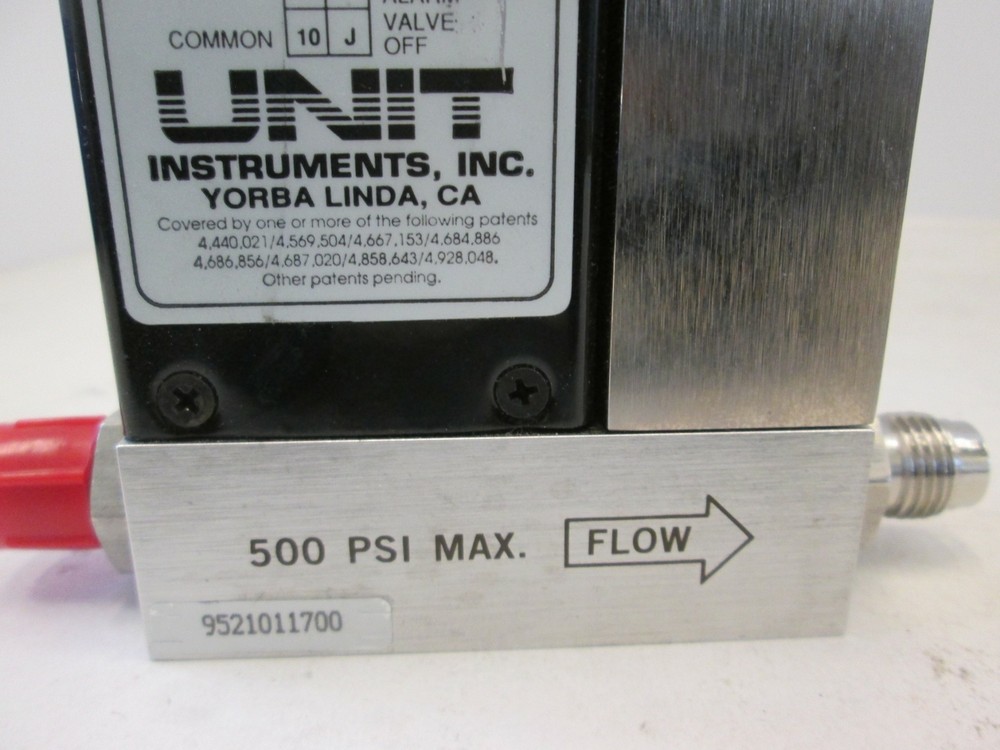 ALARM
VALVE
COMMON 10 J OFF
UNIT
INSTRUMENTS, INC.
YORBA LINDA, CA
Covered by one or more of the following patents
4,440,021/4,569,504/4,667,153/4,684,886
4,686,856/4,687,020/4,858,643/4,928,048.
Other patents pending.
500 PSI MAX. FLOW
9521011700